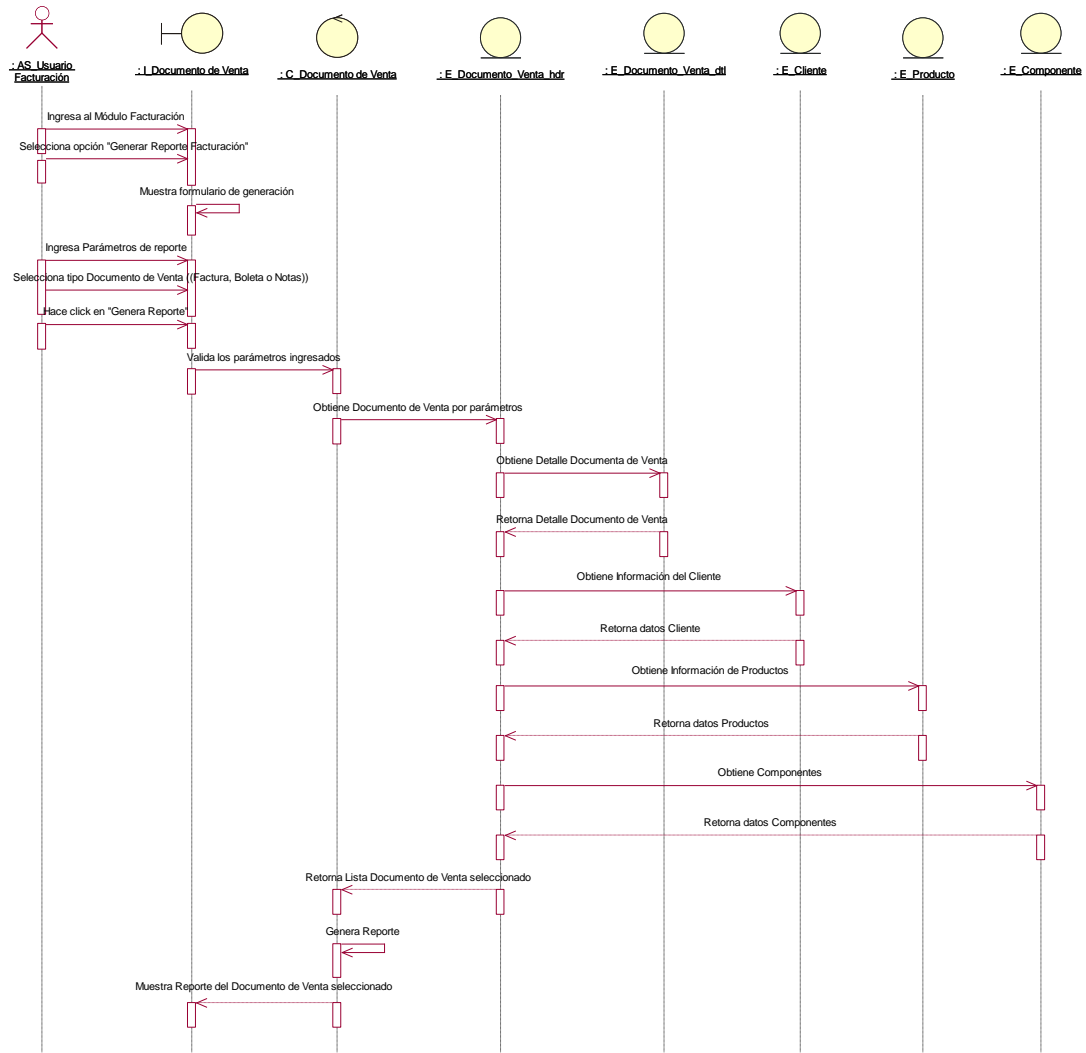 : AS_Usuario
Facturación
: I_Documento de Venta
: C_Documento de Venta
: E_Documento_Venta_hdr
: E_Documento_Venta_dtl
: E_Cliente
: E_Producto
: E_Componente
Ingresa al Módulo Facturación
Selecciona opción "Generar Reporte Facturación"
Muestra formulario de generación
Ingresa Parámetros de reporte
Selecciona tipo Documento de Venta ((Factura, Boleta o Notas))
Hace click en "Genera Reporte"
Valida los parámetros ingresados
Obtiene Documento de Venta por parámetros
Obtiene Detalle Documenta de Venta
Retorna Detalle Documento de Venta
Obtiene Información del Cliente
Retorna datos Cliente
Obtiene Información de Productos
Retorna datos Productos
Obtiene Componentes
Retorna datos Componentes
Retorna Lista Documento de Venta seleccionado
Genera Reporte
Muestra Reporte del Documento de Venta seleccionado